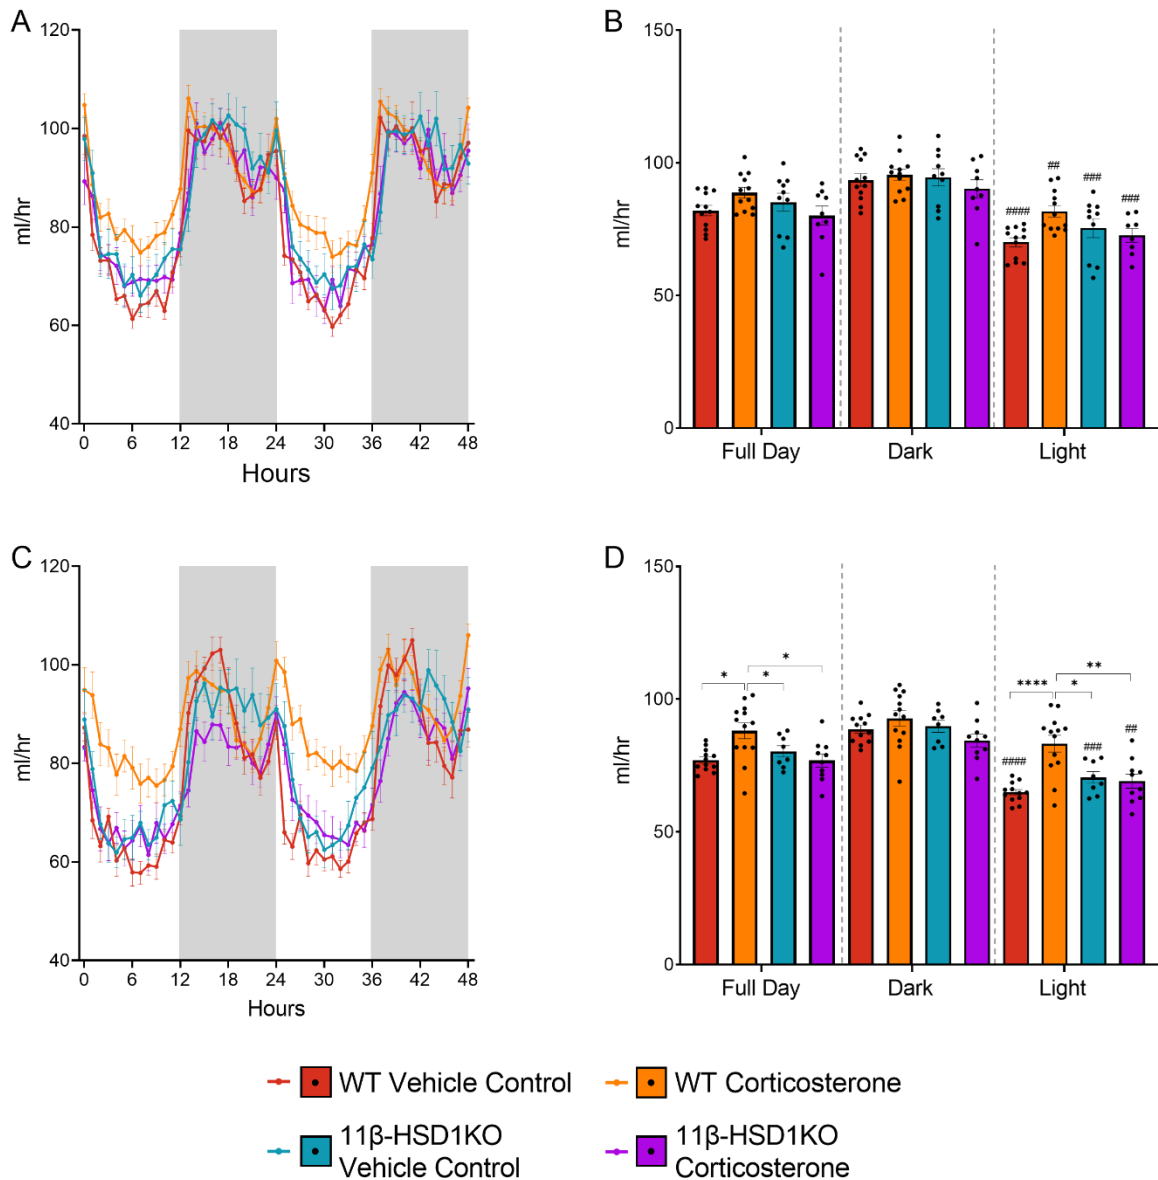 A
120
100
80
60
40
ml/hr
0 6 12 18 24 30 36 42 48
Hours
B
150
100
50
0
ml/hr
#### ## ### ###
Full Day Dark Light
C
120
100
80
60
40
ml/hr
0 6 12 18 24 30 36 42 48
Hours
D
150
100
50
0
ml/hr
*
* *
**
**** *
#### ### ##
Full Day Dark Light
WT Vehicle Control
WT Corticosterone
11β-HSD1KO
Vehicle Control
11β-HSD1KO
Corticosterone